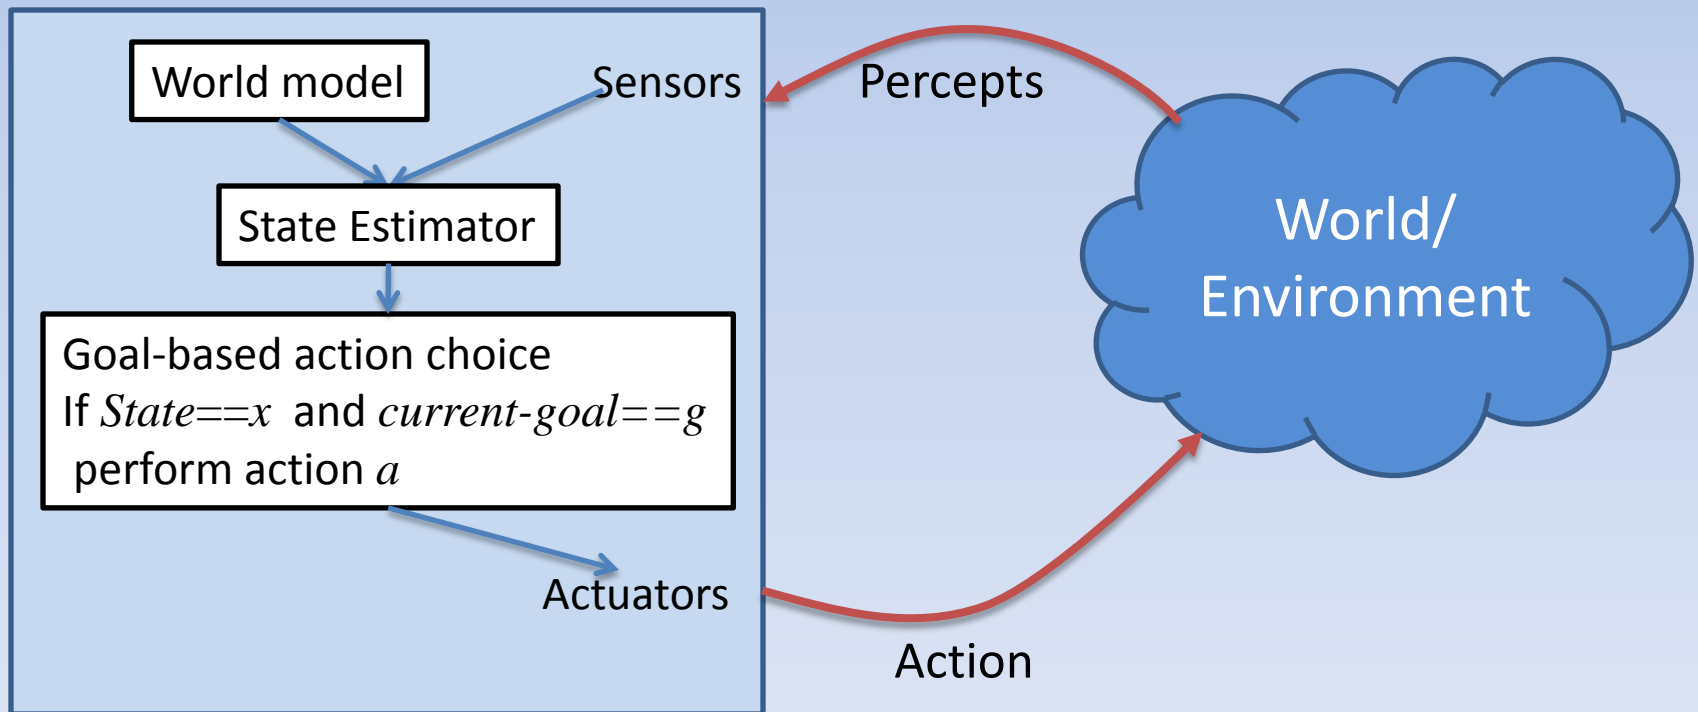 World model
Sensors
Percepts
State Estimator
World/
Environment
Goal-based action choice
If State==x and current-goal==g
perform action a
Actuators
Action